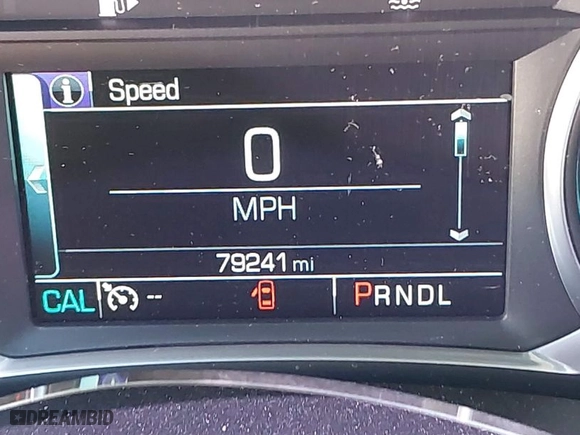 Speed
0
MPH
79241 mi
CAL -- PRNDL
DREAMBID